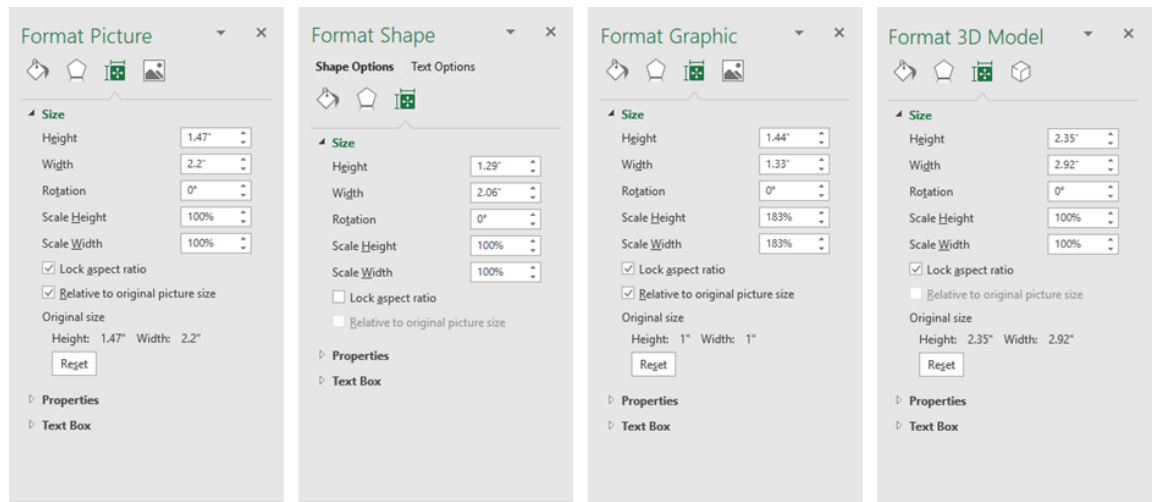 Format Picture
Size
Height 1.47"
Width 2.2"
Rotation 0°
Scale Height 100%
Scale Width 100%
Lock aspect ratio
Relative to original picture size
Original size
Height: 1.47" Width: 2.2"
Reset
Properties
Text Box
Format Shape
Shape Options Text Options
Size
Height 1.29"
Width 2.06"
Rotation 0°
Scale Height 100%
Scale Width 100%
Lock aspect ratio
Relative to original picture size
Properties
Text Box
Format Graphic
Size
Height 1.44"
Width 1.33"
Rotation 0°
Scale Height 183%
Scale Width 183%
Lock aspect ratio
Relative to original picture size
Original size
Height: 1" Width: 1"
Reset
Properties
Text Box
Format 3D Model
Size
Height 2.35"
Width 2.92"
Rotation 0°
Scale Height 100%
Scale Width 100%
Lock aspect ratio
Relative to original picture size
Original size
Height: 2.35" Width: 2.92"
Reset
Properties
Text Box